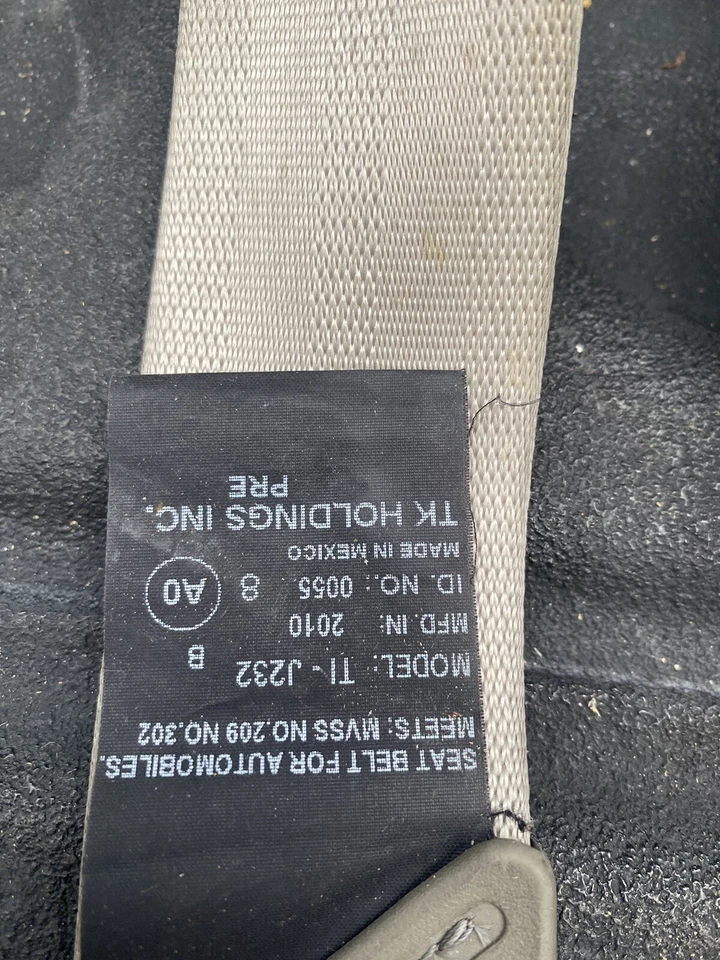 SEAT BELT FOR AUTOMOBILES.
MEETS: MVSS NO.209 NO.302
MODEL: TI-J232 B
MFD. IN: 2010
ID. NO.: 0055 8 A0
MADE IN MEXICO
TK HOLDINGS INC.
PRE